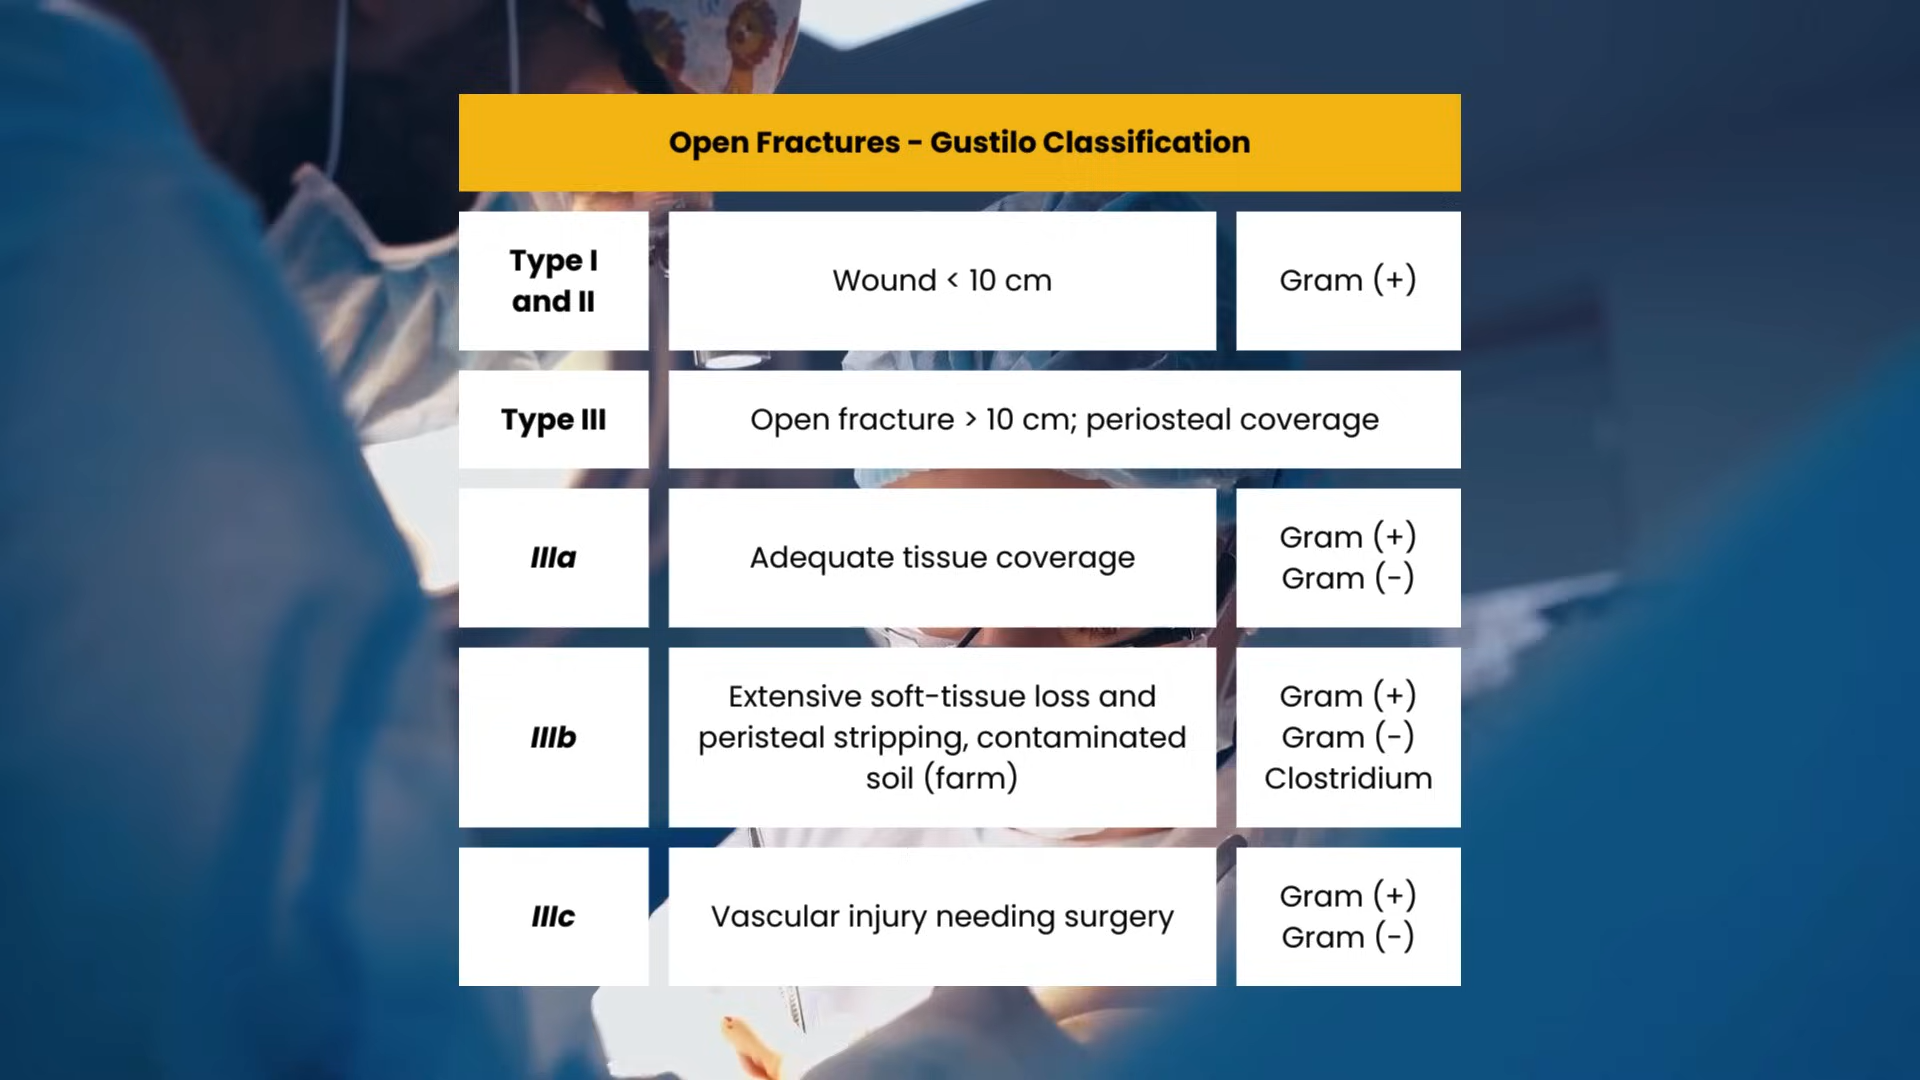 Open Fractures - Gustilo Classification
Type I
and II
Wound < 10 cm
Gram (+)
Type III
Open fracture > 10 cm; periosteal coverage
IIIa
Adequate tissue coverage
Gram (+)
Gram (-)
IIIb
Extensive soft-tissue loss and
peristeal stripping, contaminated
soil (farm)
Gram (+)
Gram (-)
Clostridium
IIIc
Vascular injury needing surgery
Gram (+)
Gram (-)